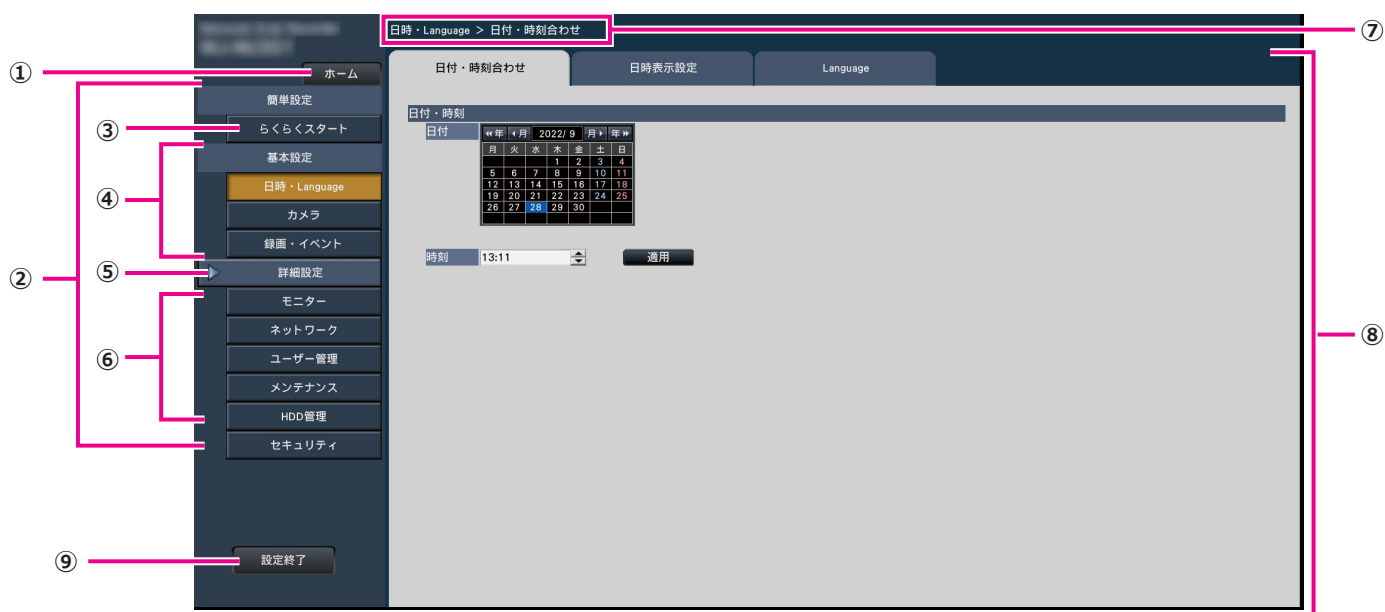 日時・Language > 日付・時刻合わせ
⑦
① ホーム
日付・時刻合わせ 日時表示設定 Language
⑧
②
簡単設定
③ らくらくスタート
④
基本設定
日時・Language
カメラ
録画・イベント
⑤ 詳細設定
⑥
モニター
ネットワーク
ユーザー管理
メンテナンス
HDD管理
セキュリティ
⑨ 設定終了
日付・時刻
日付
年 月 2022/ 9 月 年
月 火 水 木 金 土 日
1 2 3 4
5 6 7 8 9 10 11
12 13 14 15 16 17 18
19 20 21 22 23 24 25
26 27 28 29 30
時刻 13:11 適用